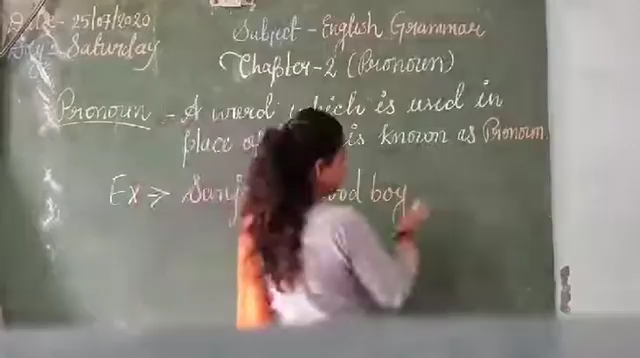 Date - 25/07/2020
Day - Saturday
Subject - English Grammar
Chapter-2 (Pronoun)
Pronoun - A word which is used in
place of is known as Pronoun.
Ex > a good boy